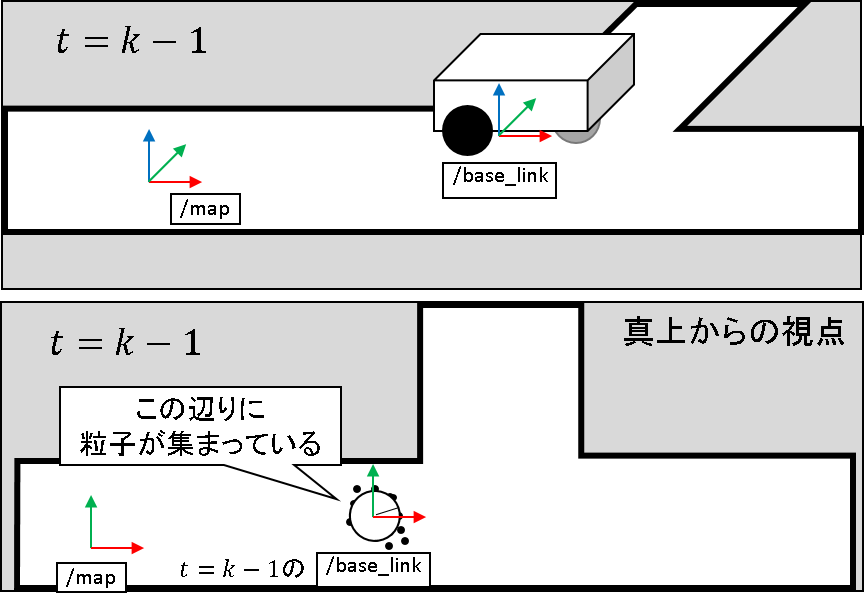 t = k − 1
/base_link
/map
t = k − 1
真上からの視点
この辺りに
粒子が集まっている
t = k − 1の
/base_link
/map